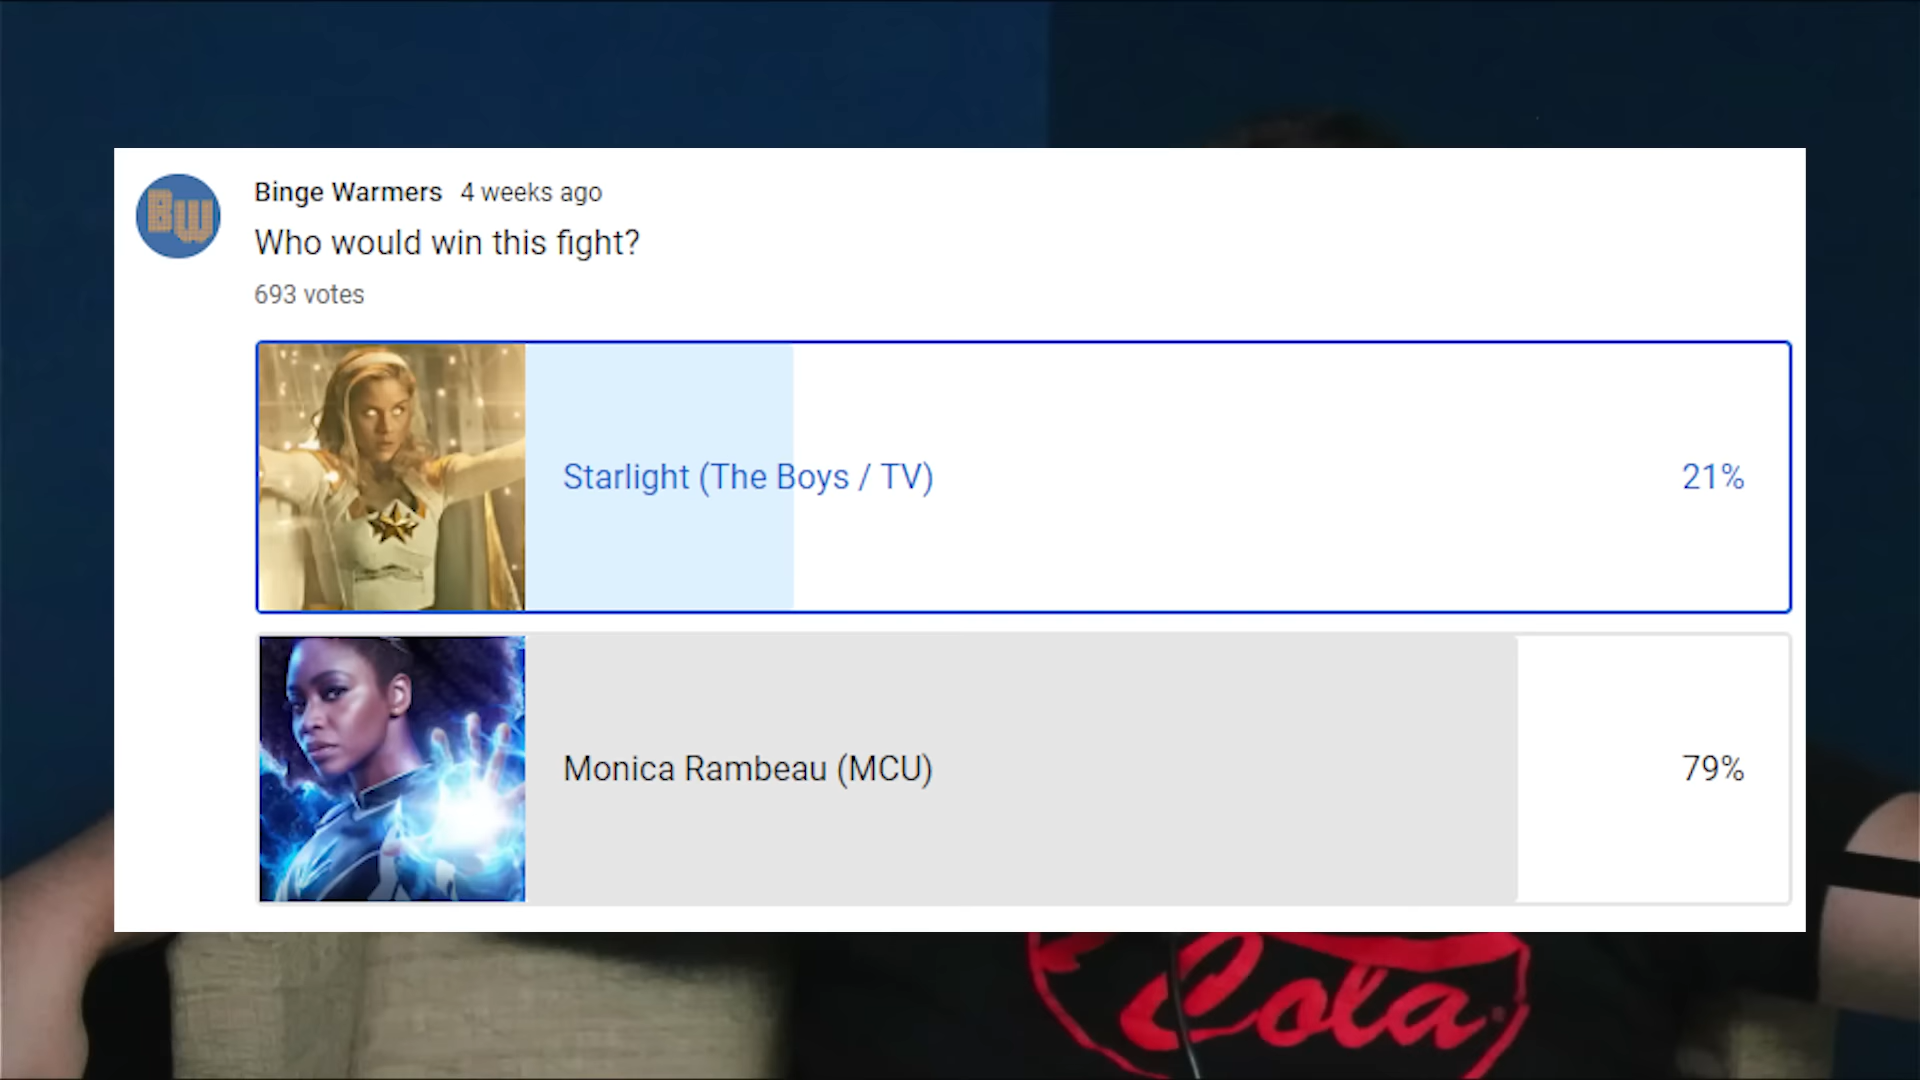 BW
Binge Warmers 4 weeks ago
Who would win this fight?
693 votes
Starlight (The Boys / TV)
21%
Monica Rambeau (MCU)
79%
Cola